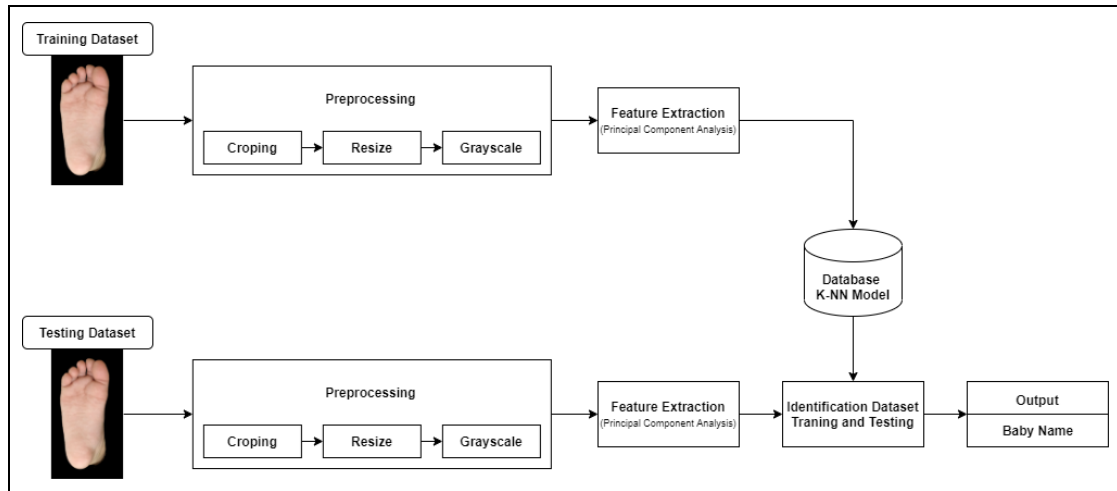 Training Dataset
Preprocessing
Croping
Resize
Grayscale
Feature Extraction
(Principal Component Analysis)
Database
K-NN Model
Testing Dataset
Preprocessing
Croping
Resize
Grayscale
Feature Extraction
(Principal Component Analysis)
Identification Dataset
Traning and Testing
Output
Baby Name